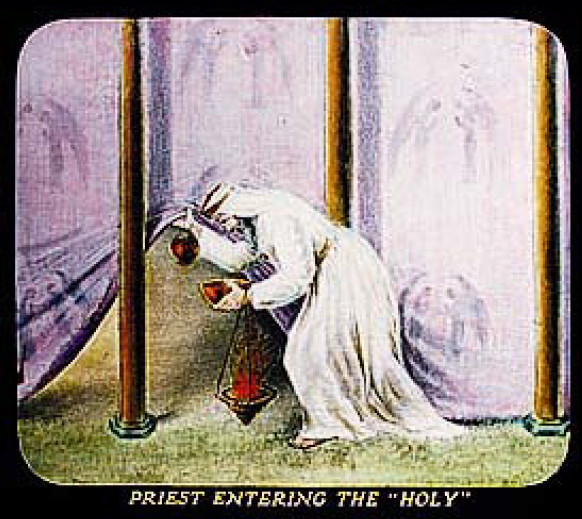 PRIEST ENTERING THE "HOLY"